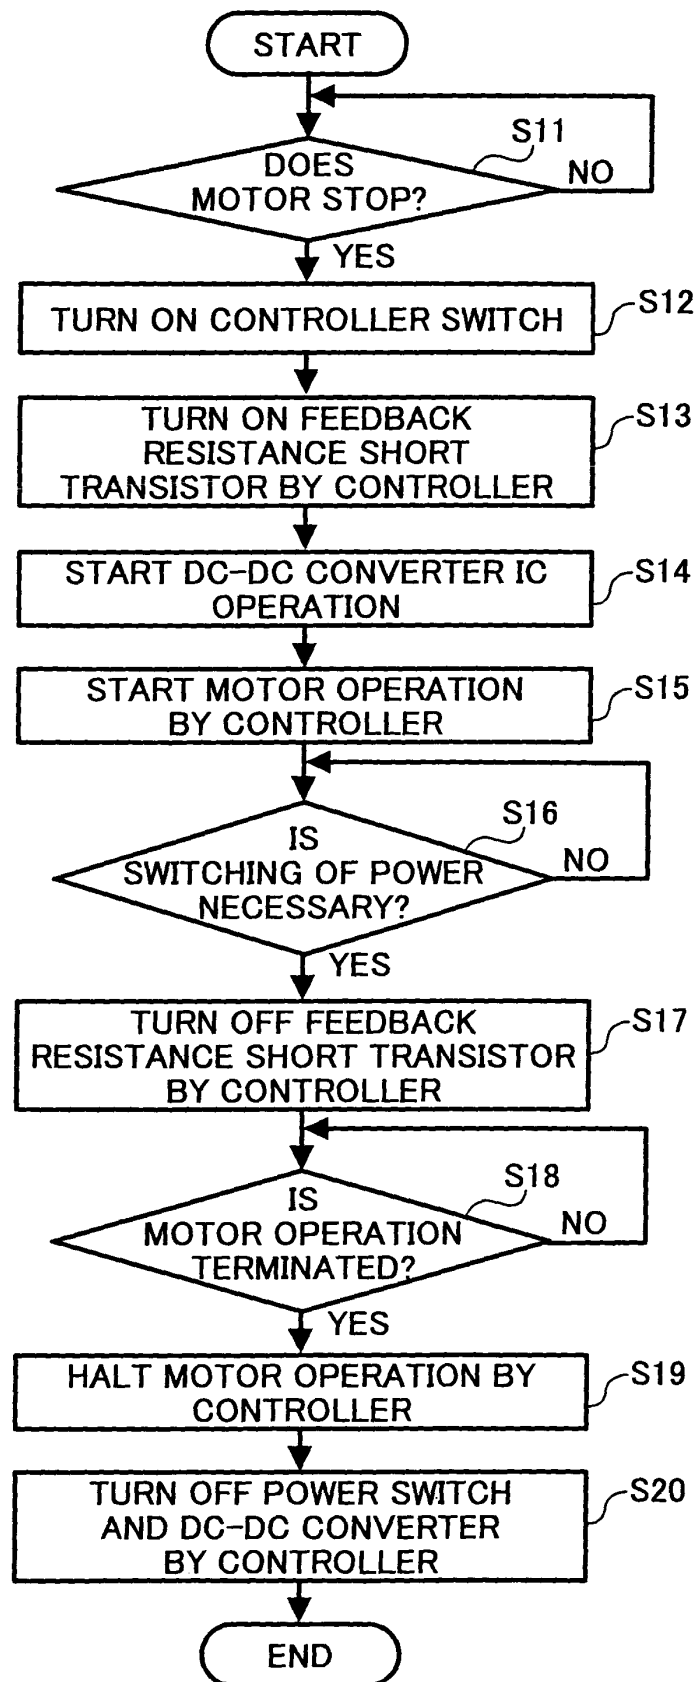 START
S11
DOES
MOTOR STOP?
NO
YES
TURN ON CONTROLLER SWITCH
S12
TURN ON FEEDBACK
RESISTANCE SHORT
TRANSISTOR BY CONTROLLER
S13
START DC-DC CONVERTER IC
OPERATION
S14
START MOTOR OPERATION
BY CONTROLLER
S15
S16
IS
SWITCHING OF POWER
NECESSARY?
NO
YES
TURN OFF FEEDBACK
RESISTANCE SHORT TRANSISTOR
BY CONTROLLER
S17
S18
IS
MOTOR OPERATION
TERMINATED?
NO
YES
HALT MOTOR OPERATION BY
CONTROLLER
S19
TURN OFF POWER SWITCH
AND DC-DC CONVERTER
BY CONTROLLER
S20
END